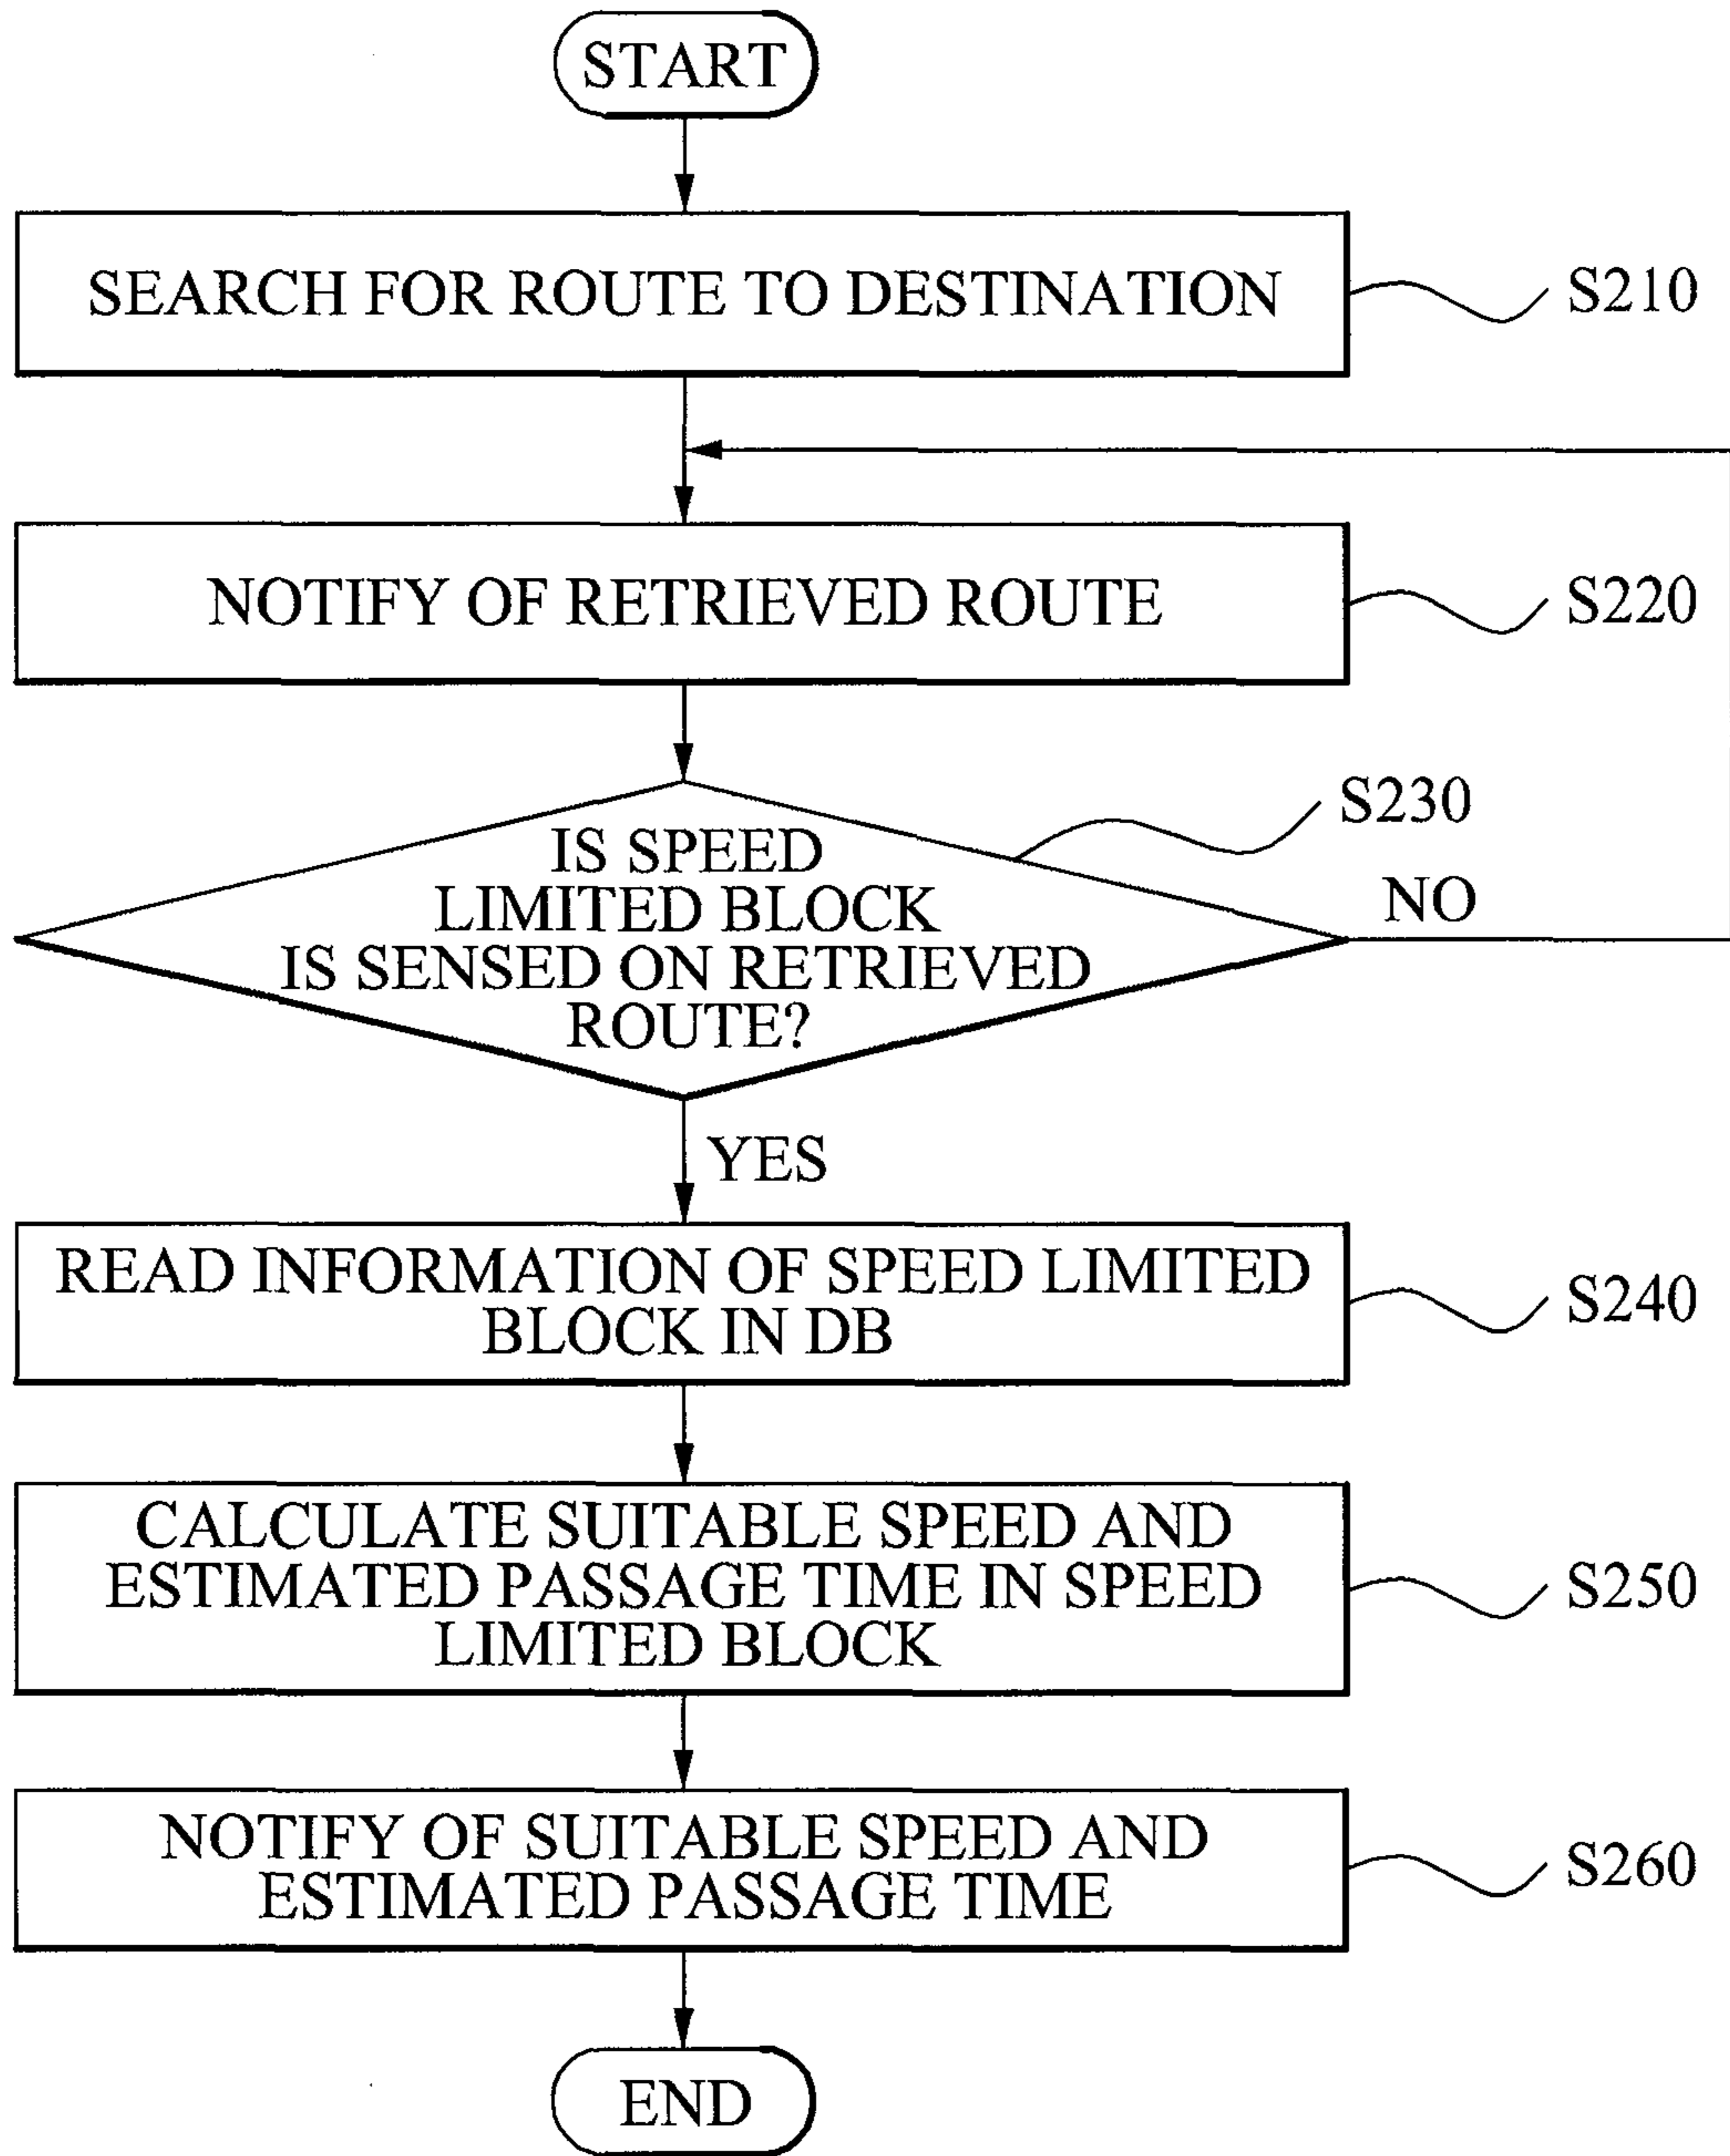 START
SEARCH FOR ROUTE TO DESTINATION
S210
NOTIFY OF RETRIEVED ROUTE
S220
S230
IS SPEED
LIMITED BLOCK
IS SENSED ON RETRIEVED
ROUTE?
NO
YES
READ INFORMATION OF SPEED LIMITED
BLOCK IN DB
S240
CALCULATE SUITABLE SPEED AND
ESTIMATED PASSAGE TIME IN SPEED
LIMITED BLOCK
S250
NOTIFY OF SUITABLE SPEED AND
ESTIMATED PASSAGE TIME
S260
END